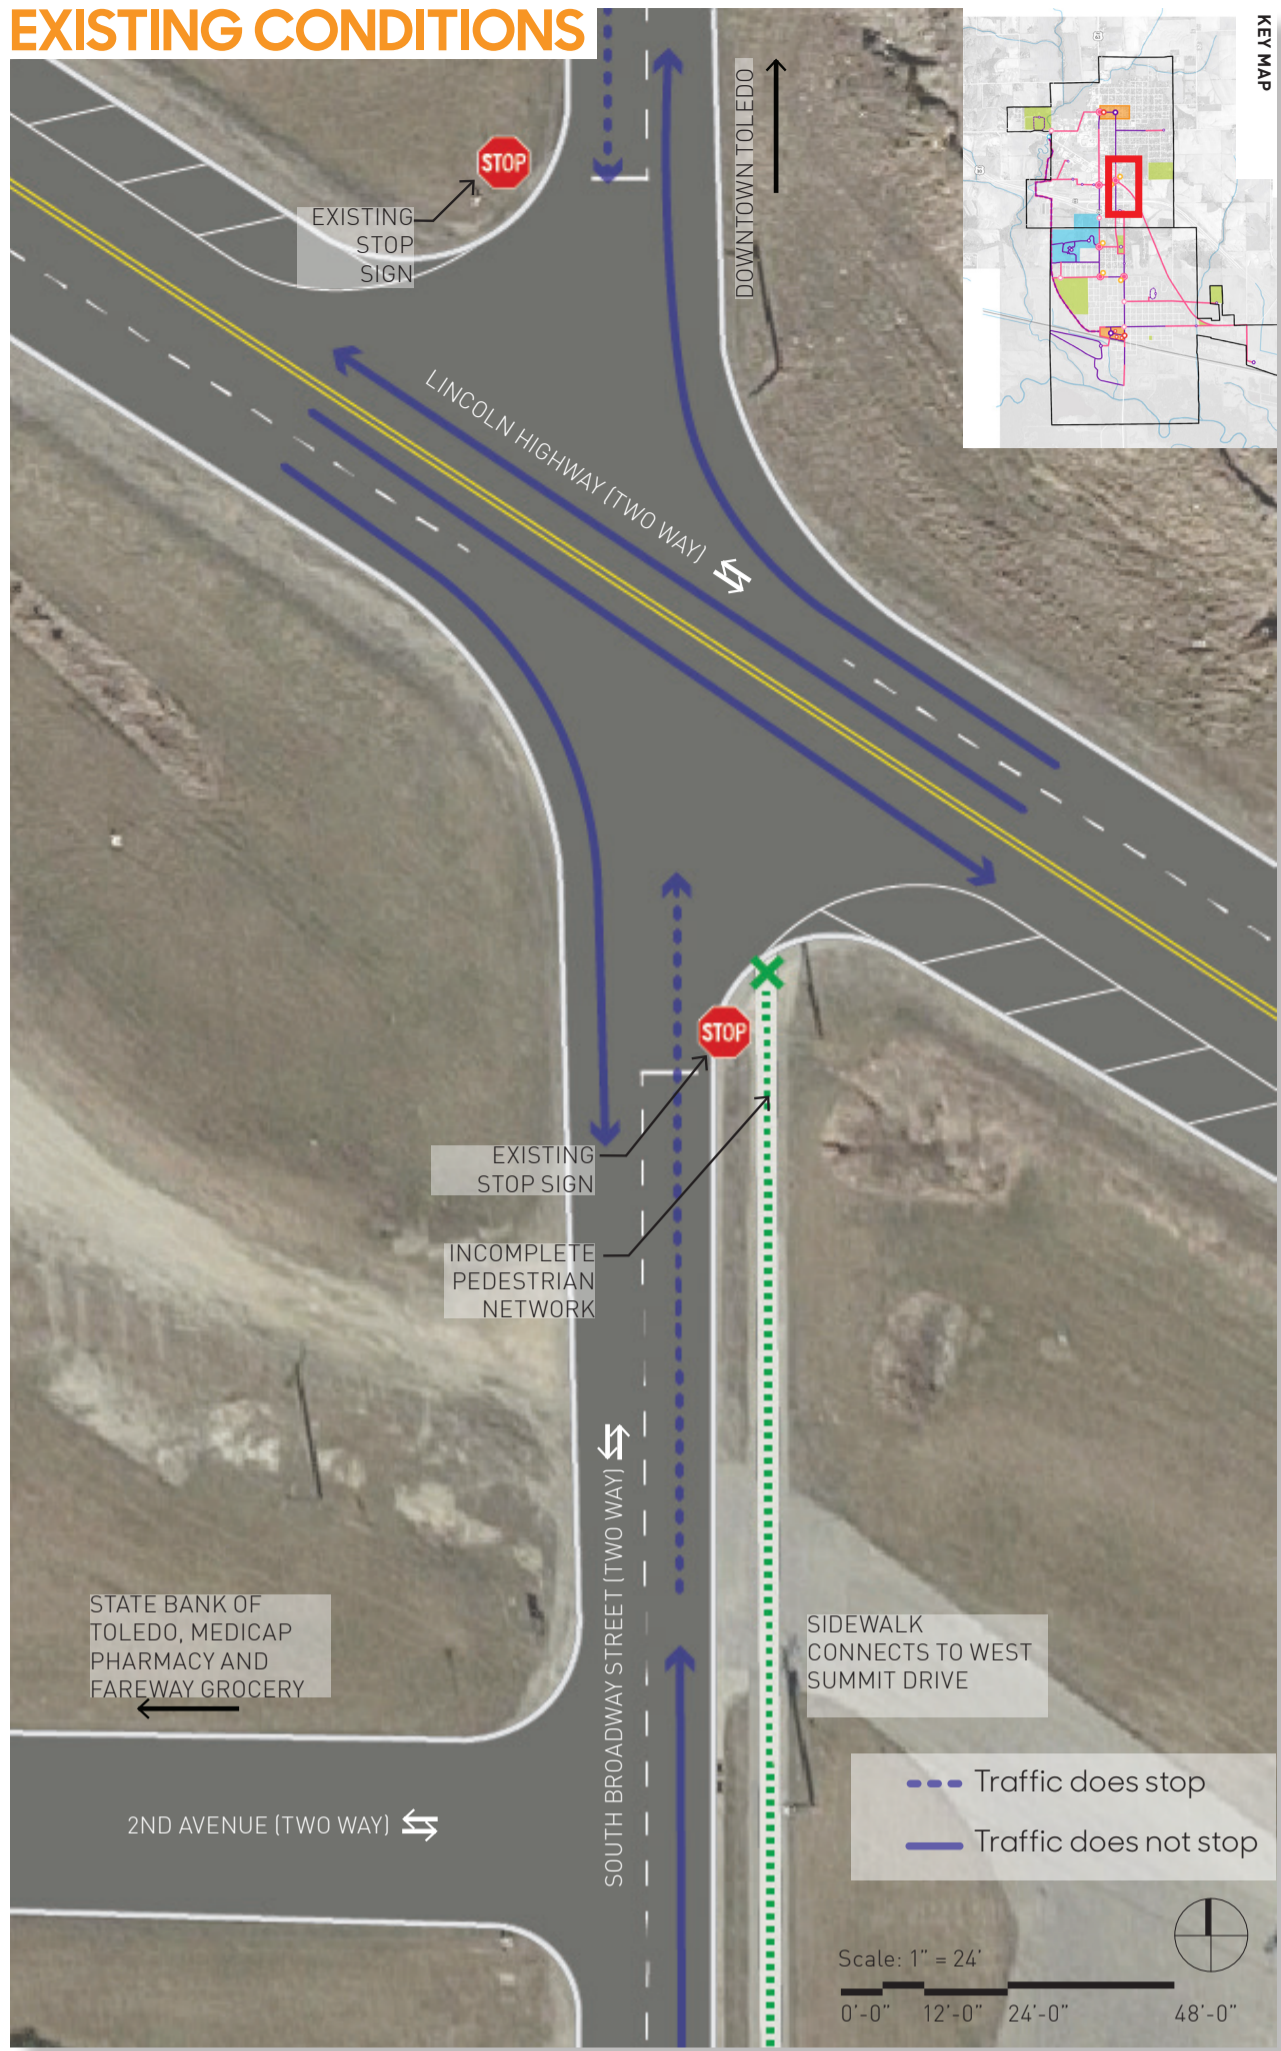 EXISTING CONDITIONS
KEY MAP
STOP
EXISTING
STOP
SIGN
DOWNTOWN TOLEDO
LINCOLN HIGHWAY (TWO WAY)
STOP
EXISTING
STOP SIGN
INCOMPLETE
PEDESTRIAN
NETWORK
SOUTH BROADWAY STREET (TWO WAY)
STATE BANK OF
TOLEDO, MEDICAP
PHARMACY AND
FAREWAY GROCERY
SIDEWALK
CONNECTS TO WEST
SUMMIT DRIVE
2ND AVENUE (TWO WAY)
Traffic does stop
Traffic does not stop
Scale: 1" = 24'
0'-0" 12'-0" 24'-0" 48'-0"